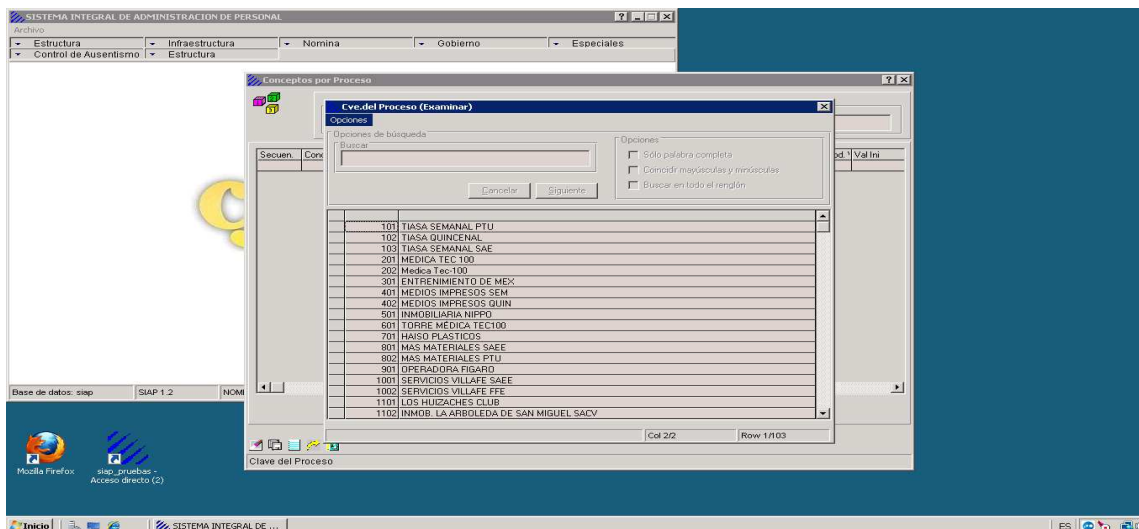 SISTEMA INTEGRAL DE ADMINISTRACION DE PERSONAL
Archivo
Estructura Infraestructura Nomina Gobierno Especiales
Control de Ausentismo Estructura
Conceptos por Proceso
Cve.del Proceso (Examinar)
Opciones
Opciones de búsqueda
Buscar
Opciones
Sólo palabra completa
Coincidir mayúsculas y minúsculas
Buscar en todo el renglón
Cancelar Siguiente
Secuen. Conc Val Ini
101 TIASA SEMANAL PTU
102 TIASA QUINCENAL
103 TIASA SEMANAL SAE
201 MEDICA TEC 100
202 Medica Tec-100
301 ENTRENIMIENTO DE MEX
401 MEDIOS IMPRESOS SEM
402 MEDIOS IMPRESOS QUIN
501 INMOBILIARIA NIPPO
601 TORRE MÉDICA TEC100
701 HAISO PLASTICOS
801 MAS MATERIALES SAEE
802 MAS MATERIALES PTU
901 OPERADORA FIGARO
1001 SERVICIOS VILLAFE SAEE
1002 SERVICIOS VILLAFE FFE
1101 LOS HUIZACHES CLUB
1102 INMOB. LA ARBOLEDA DE SAN MIGUEL SACV
Col 2/2 Row 1/103
Clave del Proceso
Base de datos: siap SIAP 1.2 NOMI
Mozilla Firefox
siap_pruebas -
Acceso directo (2)
Inicio
SISTEMA INTEGRAL DE ...
ES